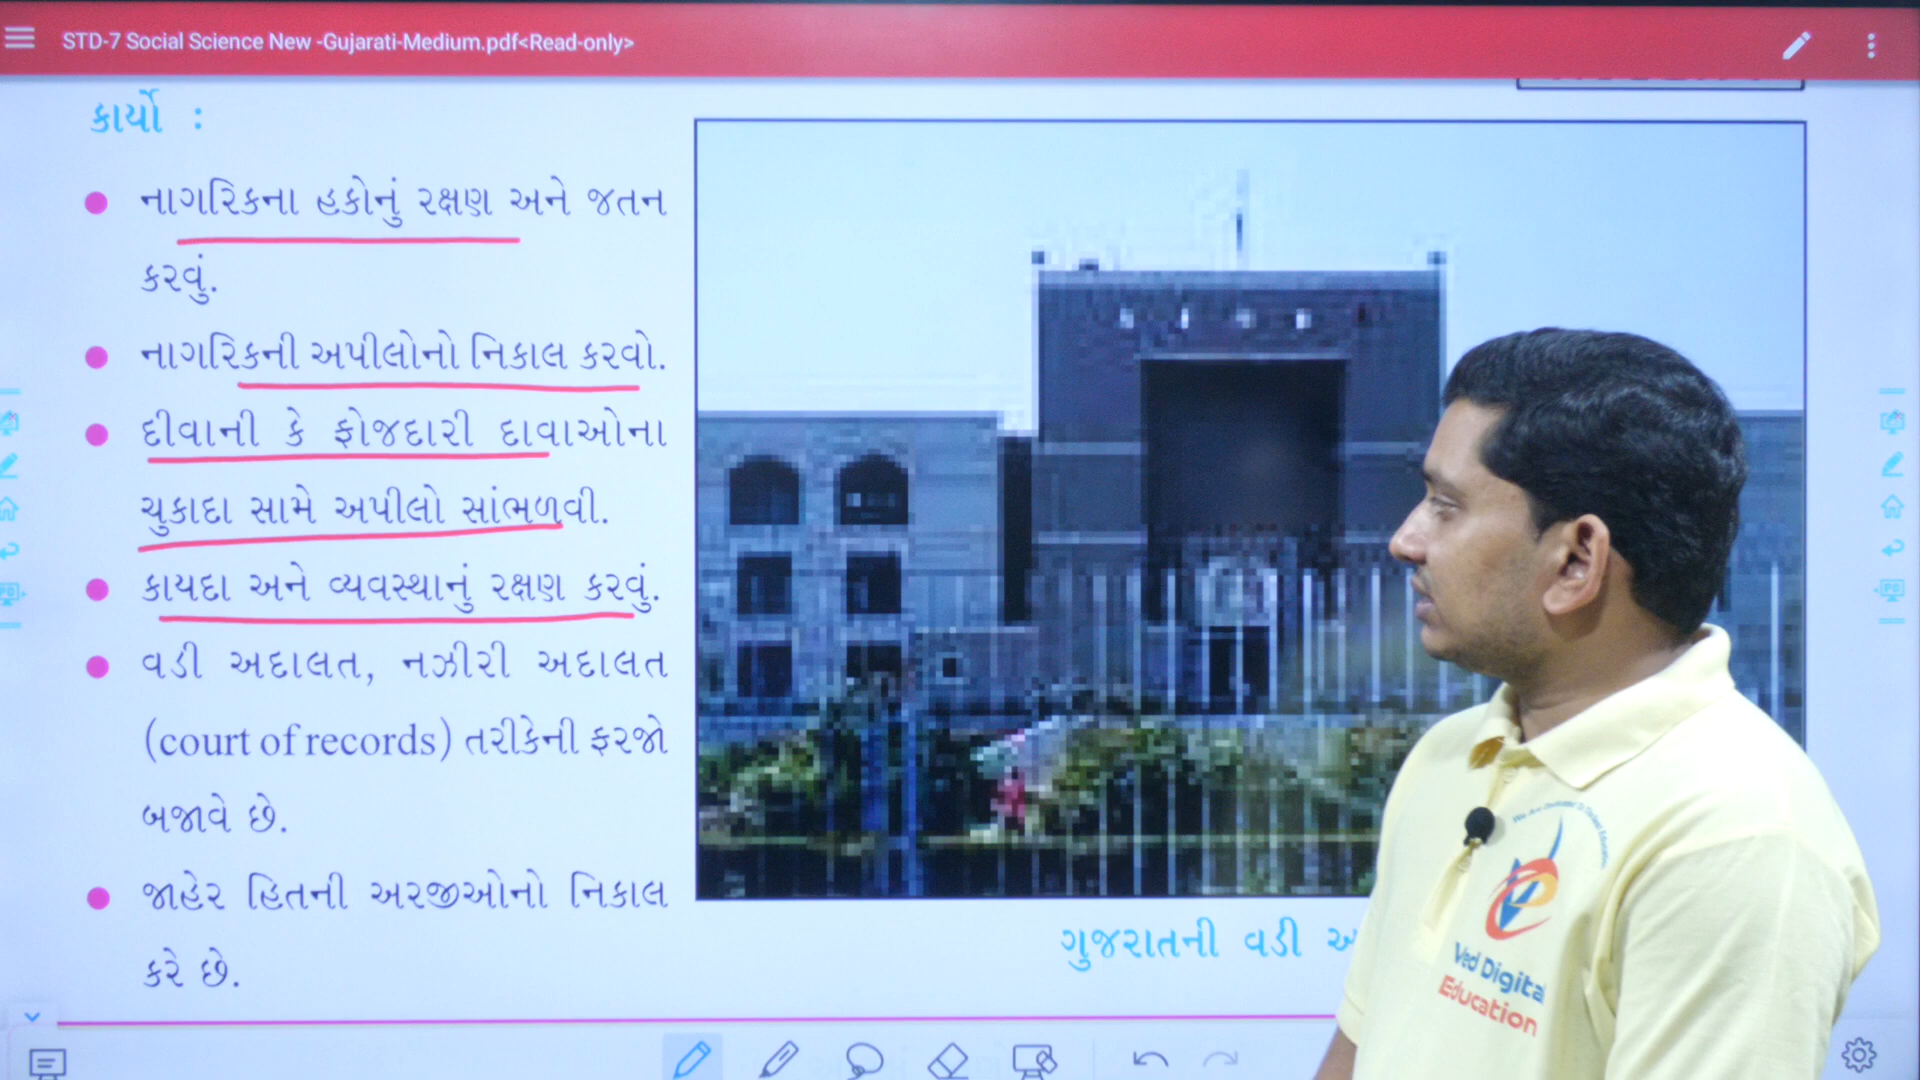 STD-7 Social Science New -Gujarati-Medium.pdf<Read-only>
કાર્યો :
નાગરિકના હકોનું રક્ષણ અને જતન
કરવું.
નાગરિકની અપીલોનો નિકાલ કરવો.
દીવાની કે ફોજદારી દાવાઓના
ચુકાદા સામે અપીલો સાંભળવી.
કાયદા અને વ્યવસ્થાનું રક્ષણ કરવું.
વડી અદાલત, નઝીરી અદાલત
(court of records) તરીકેની ફરજો
બજાવે છે.
જાહેર હિતની અરજીઓનો નિકાલ
કરે છે.
ગુજરાતની વડી
Ved Digital
Education